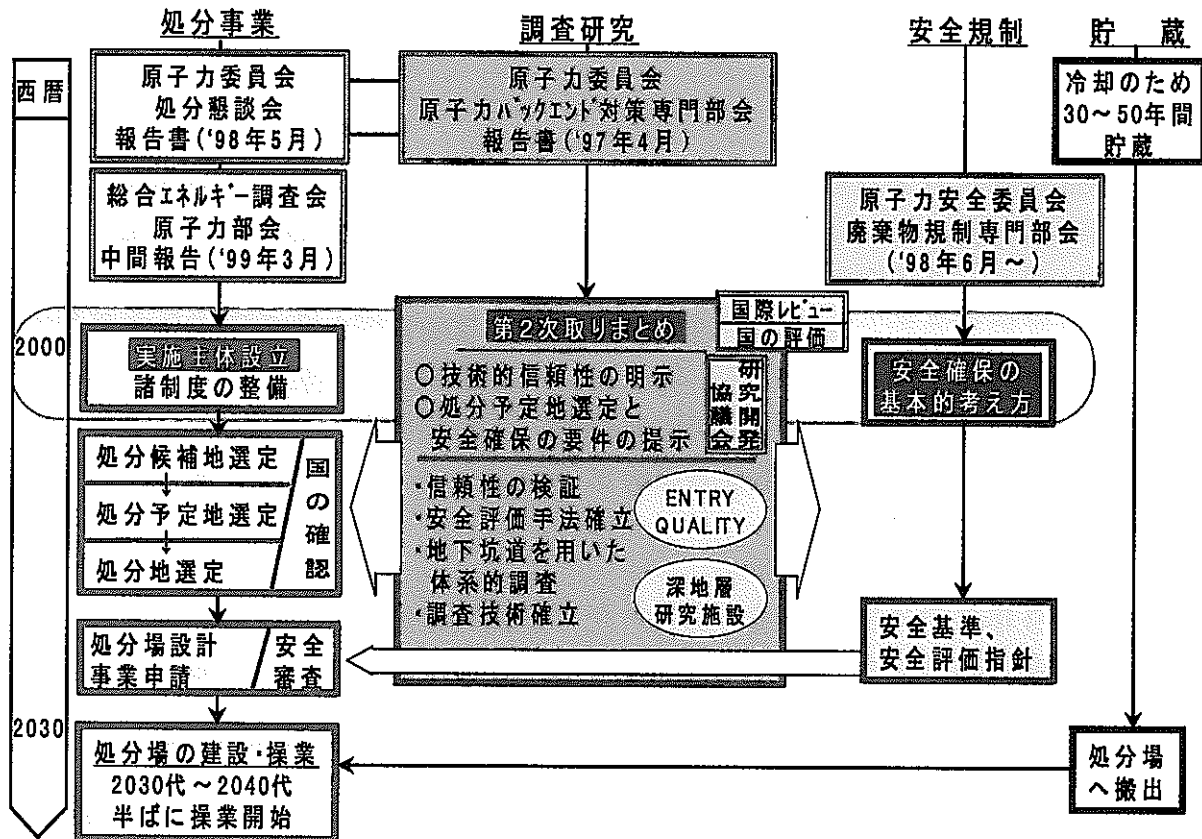 処分事業
調査研究
安全規制
貯蔵
西暦
2000
2030
原子力委員会
処分懇談会
報告書('98年5月)
総合エネルギー調査会
原子力部会
中間報告('99年3月)
実施主体設立
諸制度の整備
処分候補地選定
処分予定地選定
処分地選定
国の確認
処分場設計
事業申請
安全
審査
処分場の建設・操業
2030代~2040代
半ばに操業開始
原子力委員会
原子力バックエンド対策専門部会
報告書('97年4月)
国際レビュー
国の評価
第2次取りまとめ
○技術的信頼性の明示
○処分予定地選定と
安全確保の要件の提示
研究開発
協議会
・信頼性の検証
・安全評価手法確立
・地下坑道を用いた
体系的調査
・調査技術確立
ENTRY
QUALITY
深地層
研究施設
原子力安全委員会
廃棄物規制専門部会
('98年6月~)
安全確保の
基本的考え方
安全基準、
安全評価指針
冷却のため
30~50年間
貯蔵
処分場
へ搬出